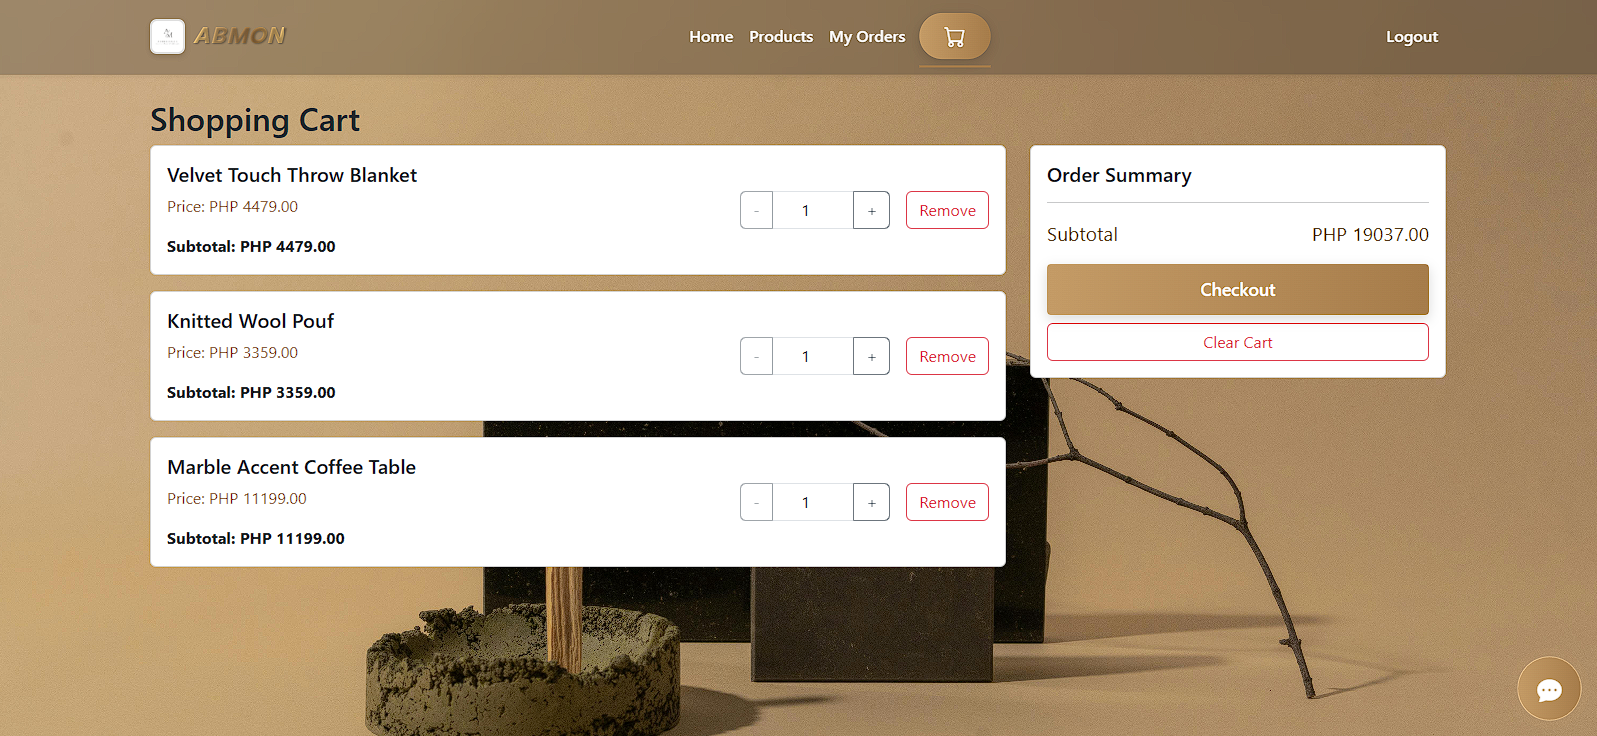 ABMON
Home Products My Orders
Logout
Shopping Cart
Velvet Touch Throw Blanket
Price: PHP 4479.00
Subtotal: PHP 4479.00
- 1 + Remove
Knitted Wool Pouf
Price: PHP 3359.00
Subtotal: PHP 3359.00
- 1 + Remove
Marble Accent Coffee Table
Price: PHP 11199.00
Subtotal: PHP 11199.00
- 1 + Remove
Order Summary
Subtotal PHP 19037.00
Checkout
Clear Cart